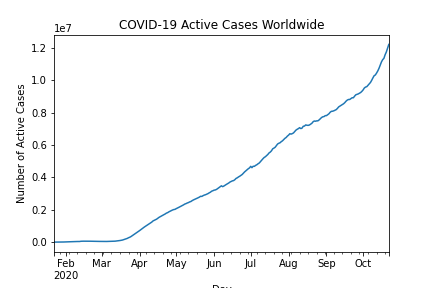 COVID-19 Active Cases Worldwide
1e7
1.2
1.0
0.8
0.6
0.4
0.2
0.0
Number of Active Cases
Feb Mar Apr May Jun Jul Aug Sep Oct
2020